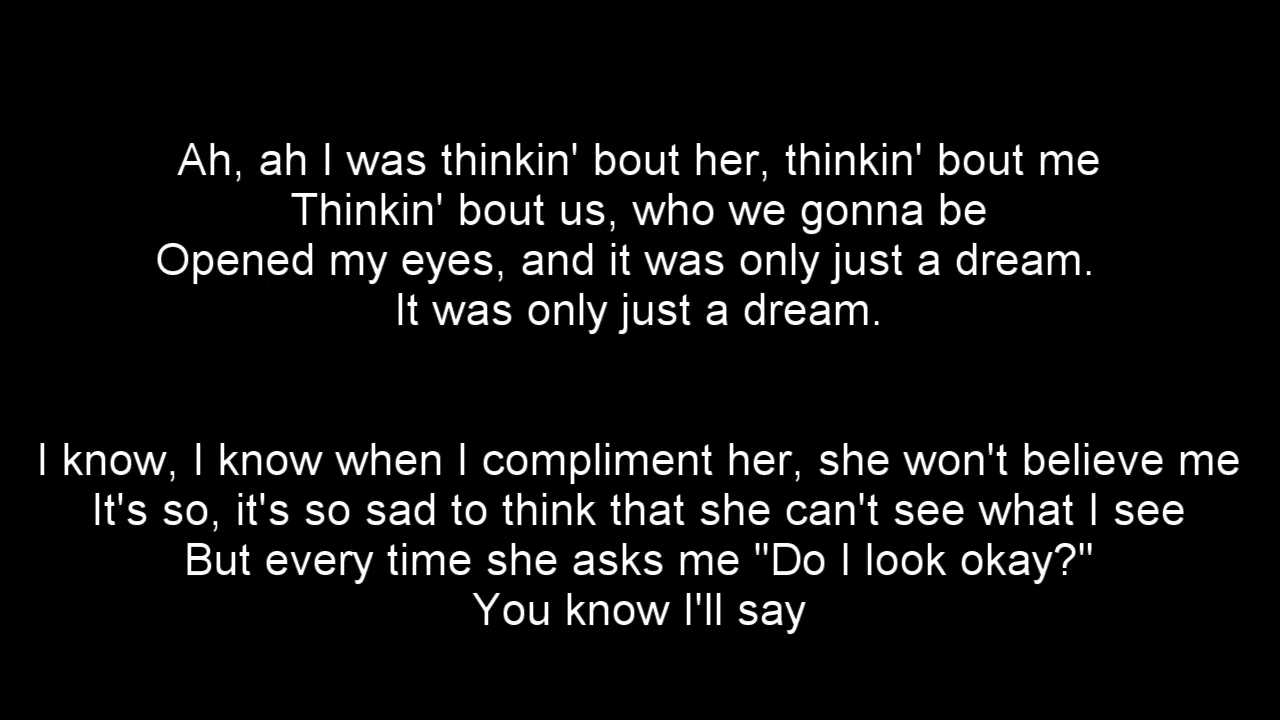 Ah, ah I was thinkin' bout her, thinkin' bout me
Thinkin' bout us, who we gonna be
Opened my eyes, and it was only just a dream.
It was only just a dream.
I know, I know when I compliment her, she won't believe me
It's so, it's so sad to think that she can't see what I see
But every time she asks me "Do I look okay?"
You know I'll say